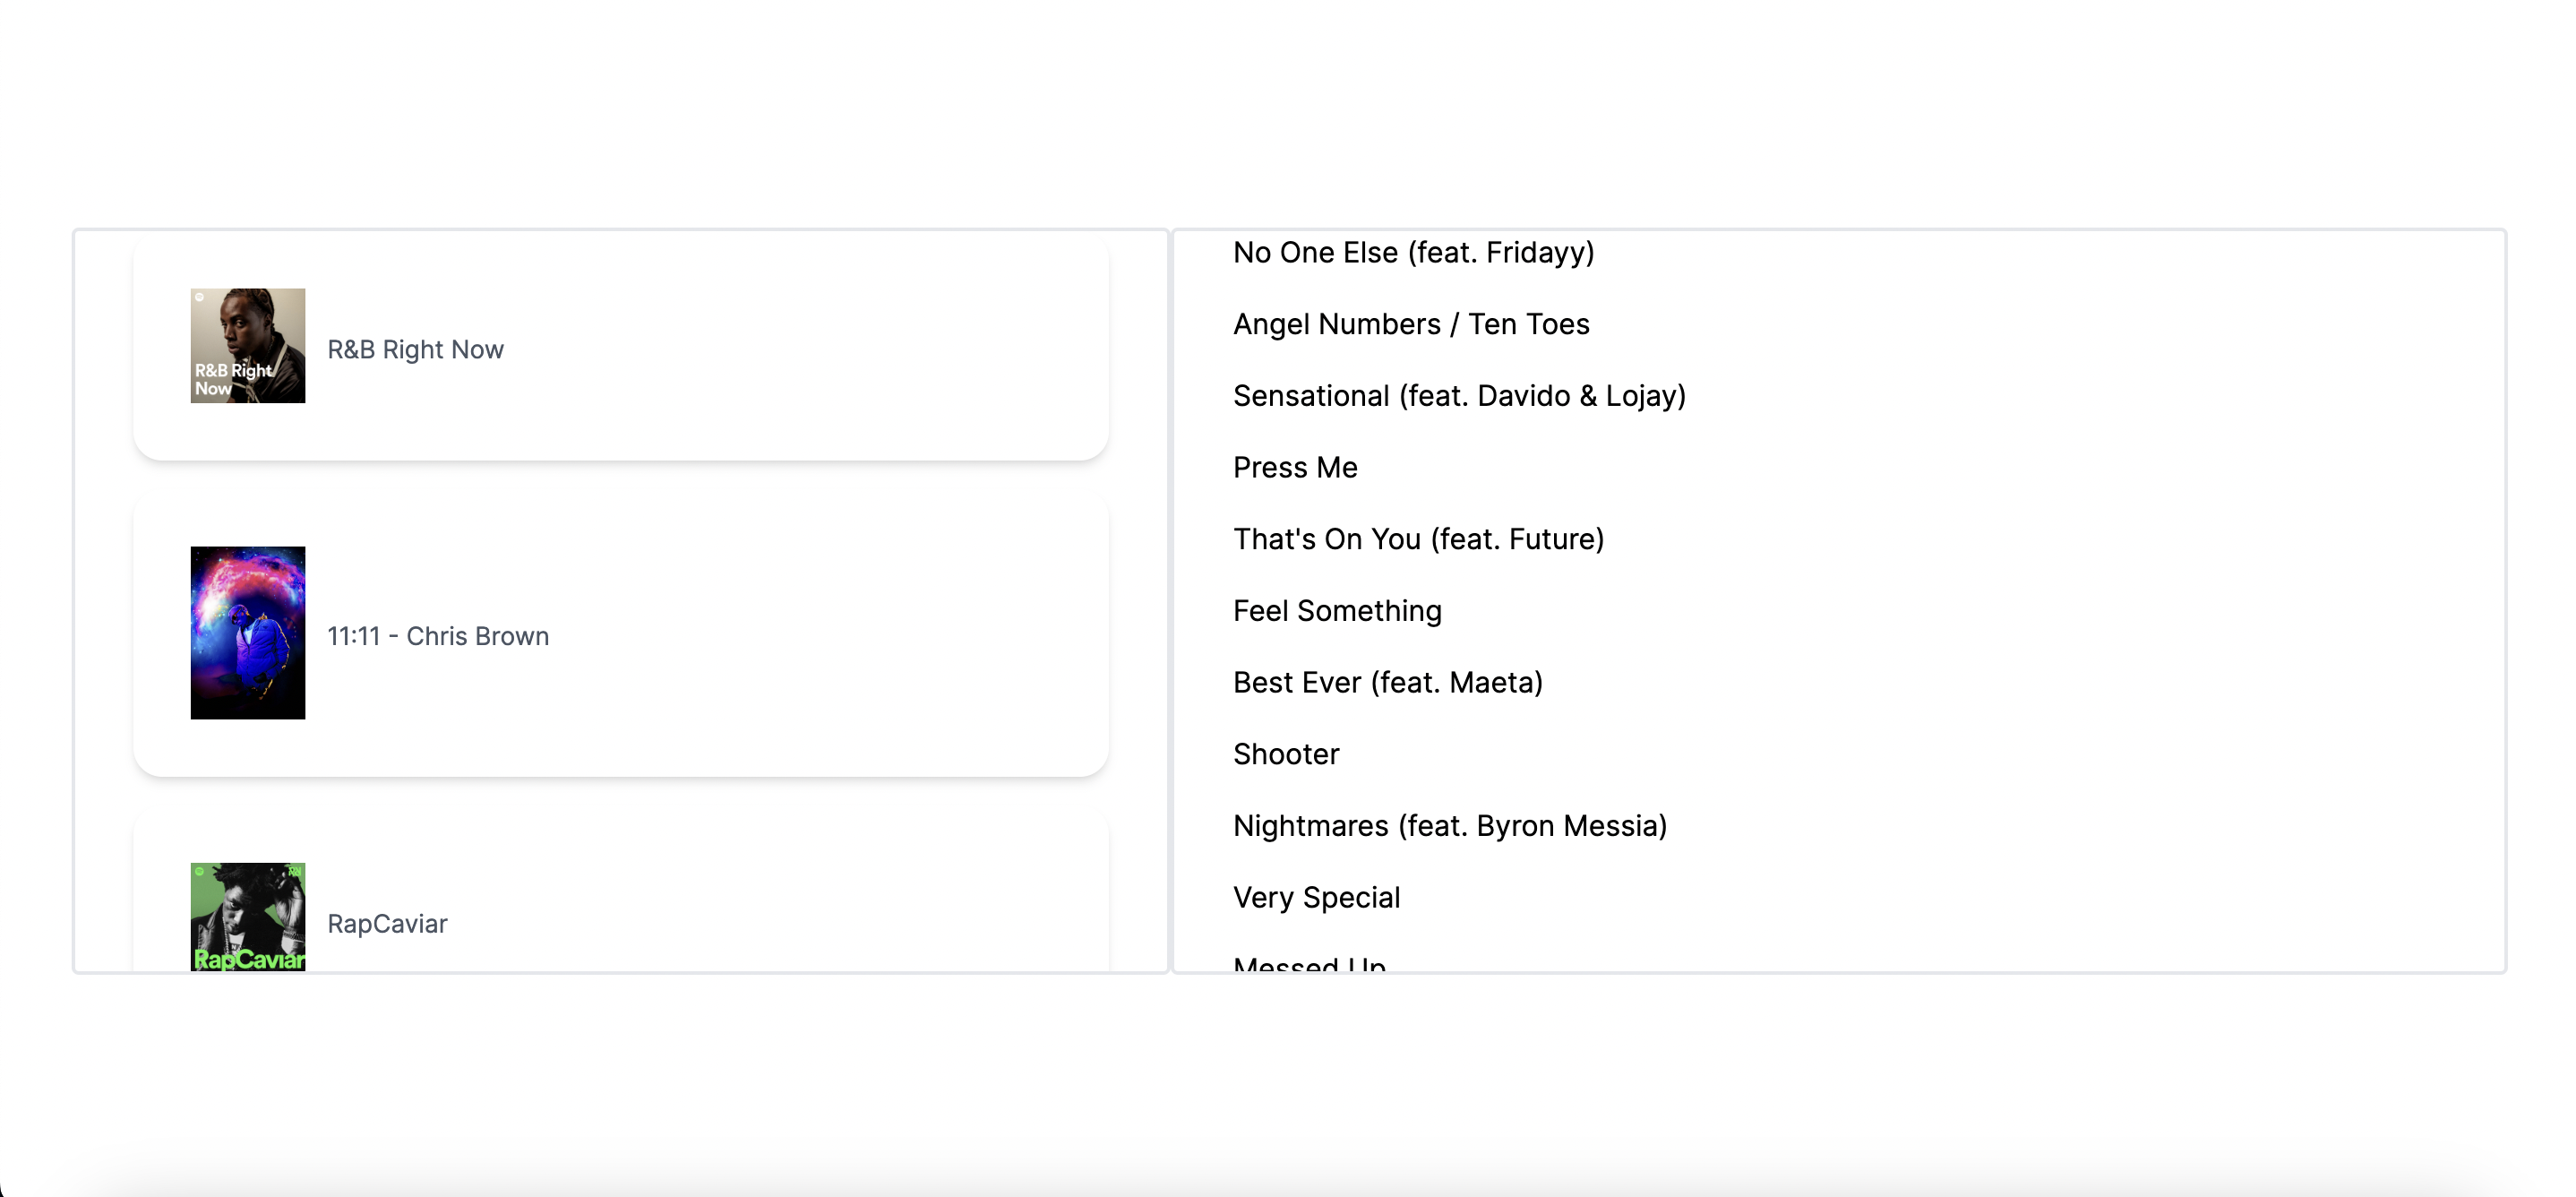 R&B Right
Now
R&B Right Now
11:11 - Chris Brown
RapCaviar
RapCaviar
No One Else (feat. Fridayy)
Angel Numbers / Ten Toes
Sensational (feat. Davido & Lojay)
Press Me
That's On You (feat. Future)
Feel Something
Best Ever (feat. Maeta)
Shooter
Nightmares (feat. Byron Messia)
Very Special
Messed Up